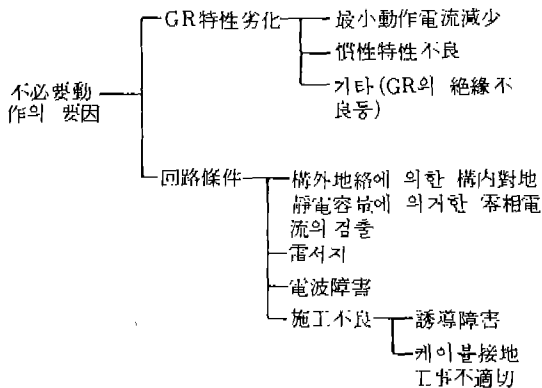 GR特性劣化
最小動作電流減少
慣性特性不良
기타(GR의 絶緣不
良등)
不必要動
作의 要因
回路條件
構外地絡에 의한 構內對地
靜電容量에 의거한 零相電
流의 검출
雷서지
電波障害
施工不良
誘導障害
케이블接地
工事不適切